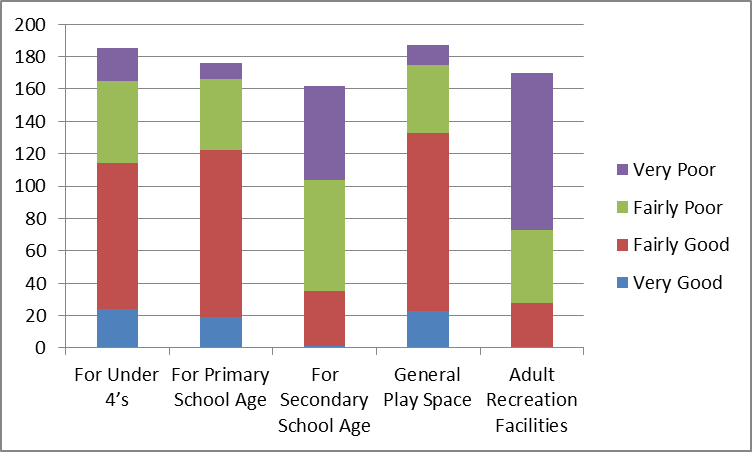 200
180
160
140
120
100
80
60
40
20
0
For Under
4’s
For Primary
School Age
For
Secondary
School Age
General
Play Space
Adult
Recreation
Facilities
Very Poor
Fairly Poor
Fairly Good
Very Good